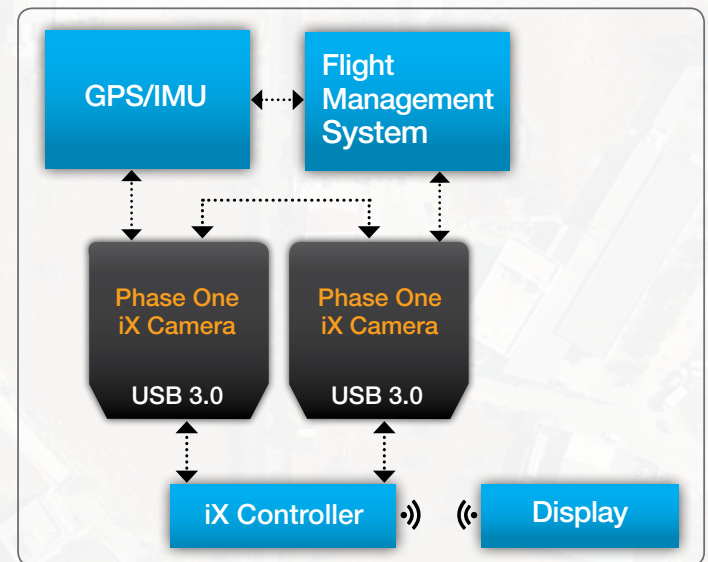 GPS/IMU
Flight
Management
System
Phase One
iX Camera
USB 3.0
Phase One
iX Camera
USB 3.0
iX Controller
Display